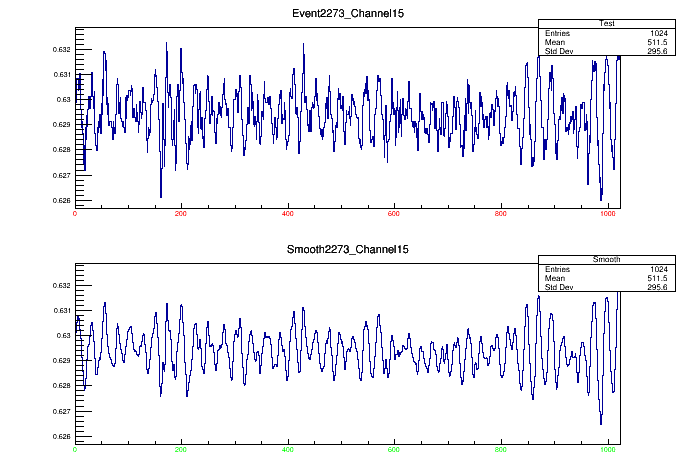 Event2273_Channel15
Test
Entries 1024
Mean 511.5
Std Dev 295.6
0.632
0.631
0.63
0.629
0.628
0.627
0.626
0 200 400 600 800 1000
Smooth2273_Channel15
Smooth
Entries 1024
Mean 511.5
Std Dev 295.6
0.632
0.631
0.63
0.629
0.628
0.627
0.626
0 200 400 600 800 1000